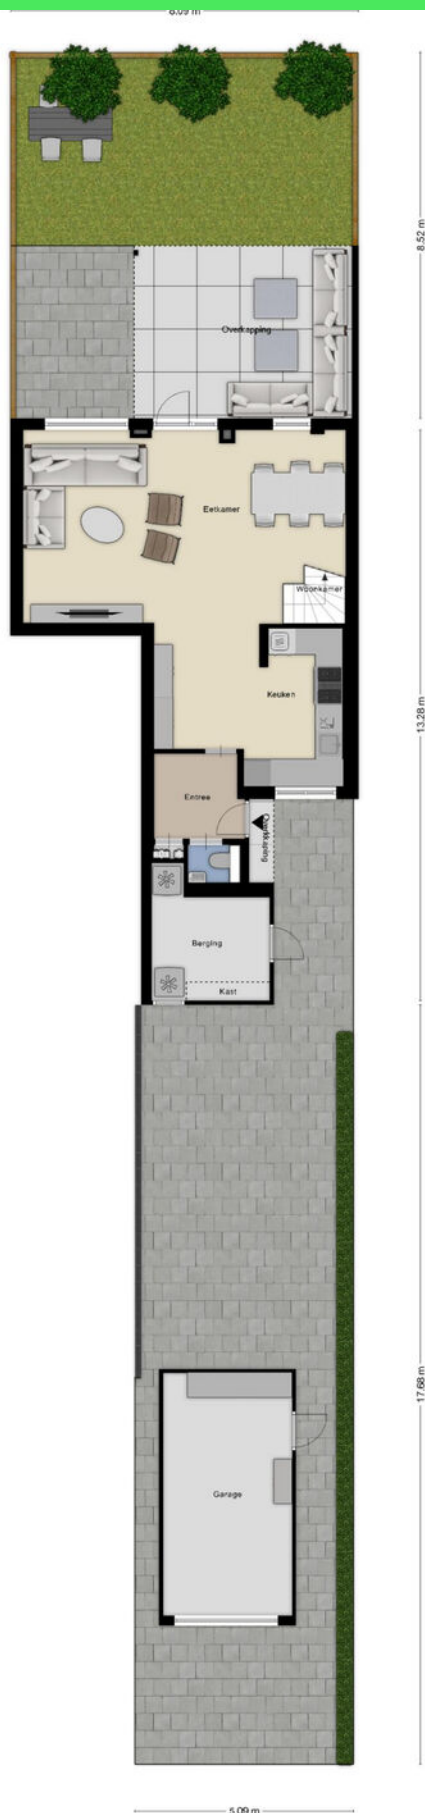 8.09 m
8.52 m
Overkapping
Eetkamer
Woonkamer
Keuken
13.28 m
Entree
Overkapping
Berging
Kast
17.68 m
Garage
5.09 m